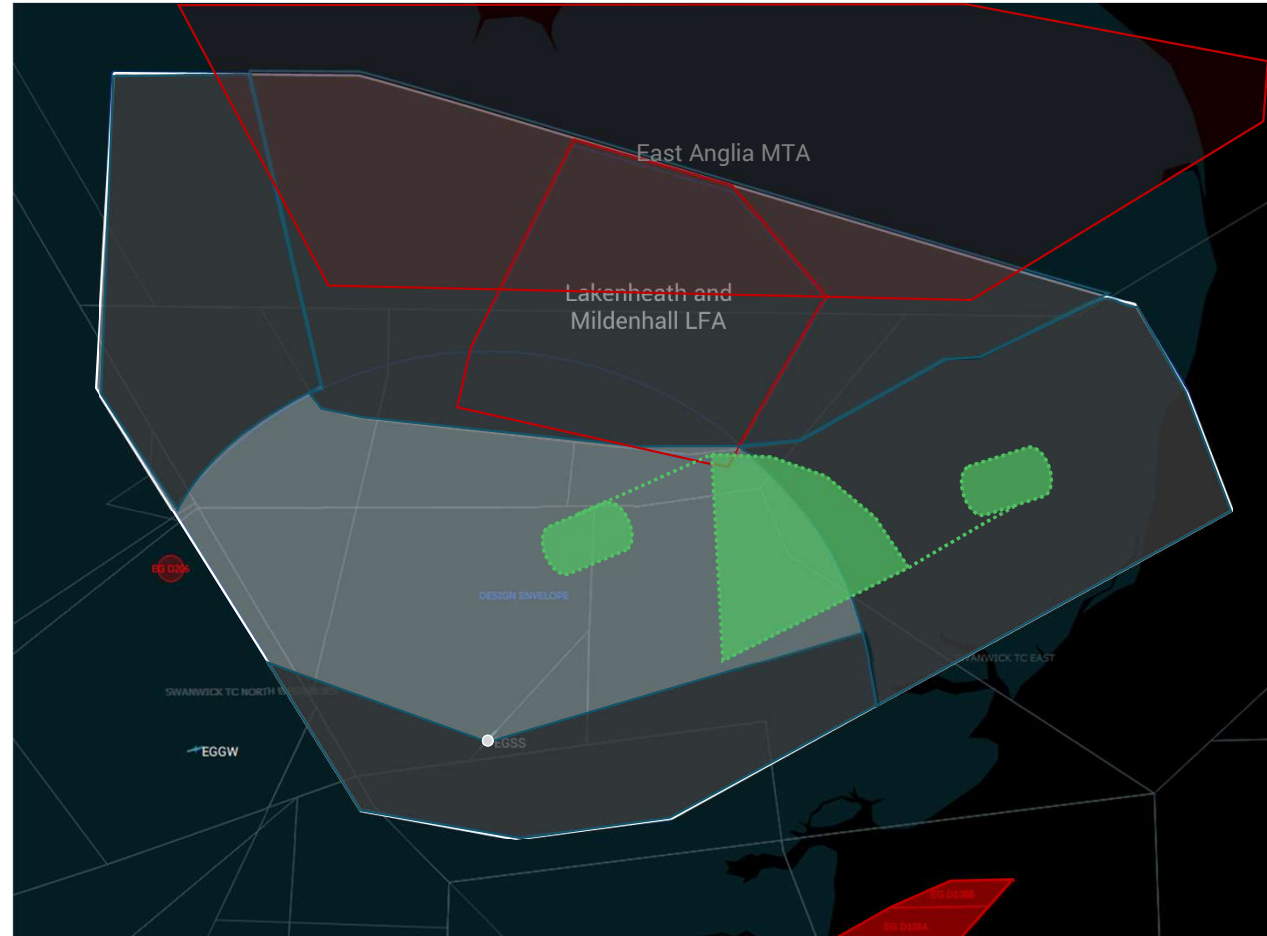 East Anglia MTA
Lakenheath and
Mildenhall LFA
EG D206
DESIGN ENVELOPE
SWANWICK TC EAST
SWANWICK TC NORTH
EGGW
EGSS